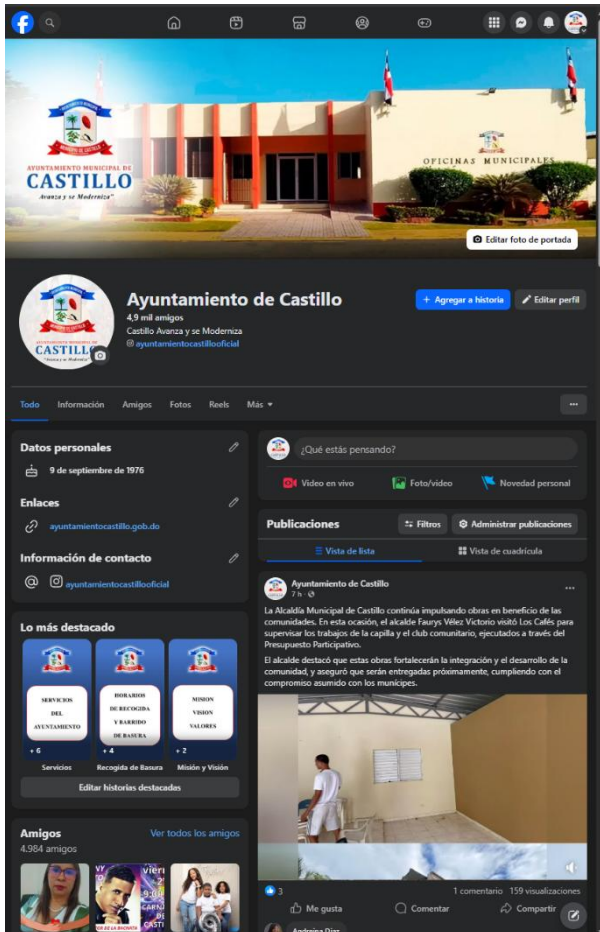 AYUNTAMIENTO MUNICIPAL DE
CASTILLO
Avanza y se Moderniza"
OFICINAS MUNICIPALES
Editar foto de portada
CASTILLO
Ayuntamiento de Castillo
4,9 mil amigos
Castillo Avanza y se Moderniza
ayuntamientocastillooficial
+ Agregar a historia
Editar perfil
Todo
Información
Amigos
Fotos
Reels
Más
Datos personales
9 de septiembre de 1976
Enlaces
ayuntamientocastillo.gob.do
Información de contacto
ayuntamientocastillooficial
Lo más destacado
SERVICIOS
DEL
AYUNTAMIENTO
+ 6
Servicios
HORARIOS
DE RECOGIDA
Y BARRIDO
DE BASURA
+ 4
Recogida de Basura
MISION
VISION
VALORES
+ 2
Misión y Visión
Editar historias destacadas
Amigos
Ver todos los amigos
4.984 amigos
¿Qué estás pensando?
Video en vivo
Foto/video
Novedad personal
Publicaciones
Filtros
Administrar publicaciones
Vista de lista
Vista de cuadrícula
Ayuntamiento de Castillo
7 h
La Alcaldía Municipal de Castillo continúa impulsando obras en beneficio de las
comunidades. En esta ocasión, el alcalde Faurys Vélez Victorio visitó Los Cafés para
supervisar los trabajos de la capilla y el club comunitario, ejecutados a través del
Presupuesto Participativo.
El alcalde destacó que estas obras fortalecerán la integración y el desarrollo de la
comunidad, y aseguró que serán entregadas próximamente, cumpliendo con el
compromiso asumido con los munícipes.
3
1 comentario 159 visualizaciones
Me gusta
Comentar
Compartir
Andreina Diaz